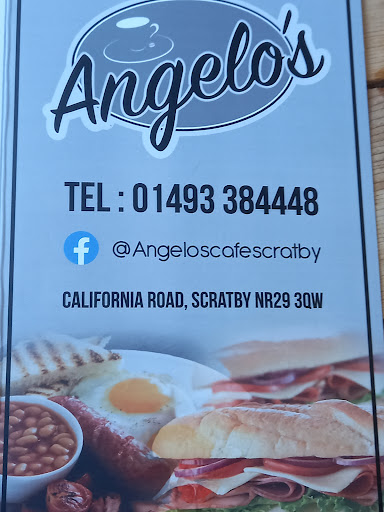 Angelo's
TEL : 01493 384448
@Angeloscafescratby
CALIFORNIA ROAD, SCRATBY NR29 3QW